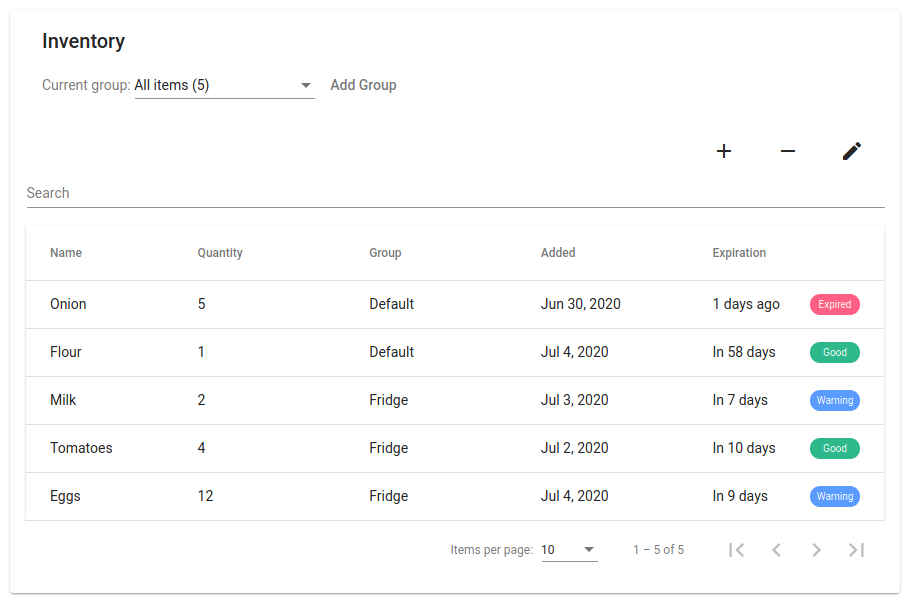 Inventory
Current group: All items (5) Add Group
Search
Name Quantity Group Added Expiration
Onion 5 Default Jun 30, 2020 1 days ago Expired
Flour 1 Default Jul 4, 2020 In 58 days Good
Milk 2 Fridge Jul 3, 2020 In 7 days Warning
Tomatoes 4 Fridge Jul 2, 2020 In 10 days Good
Eggs 12 Fridge Jul 4, 2020 In 9 days Warning
Items per page: 10 1 – 5 of 5